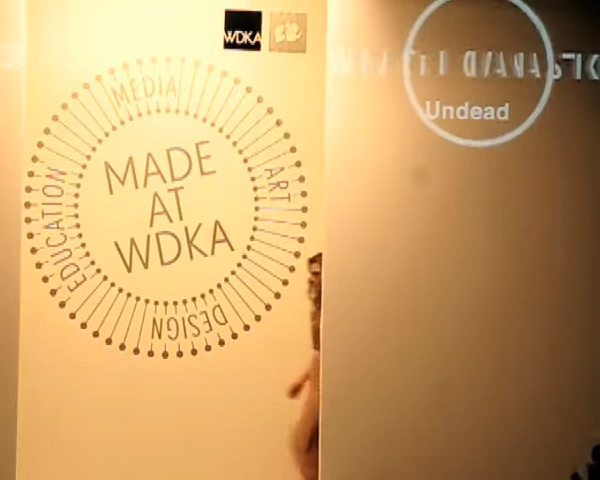 WDKA
MEDIA
ART
MADE
AT
WDKA
EDUCATION
DESIGN
Undead